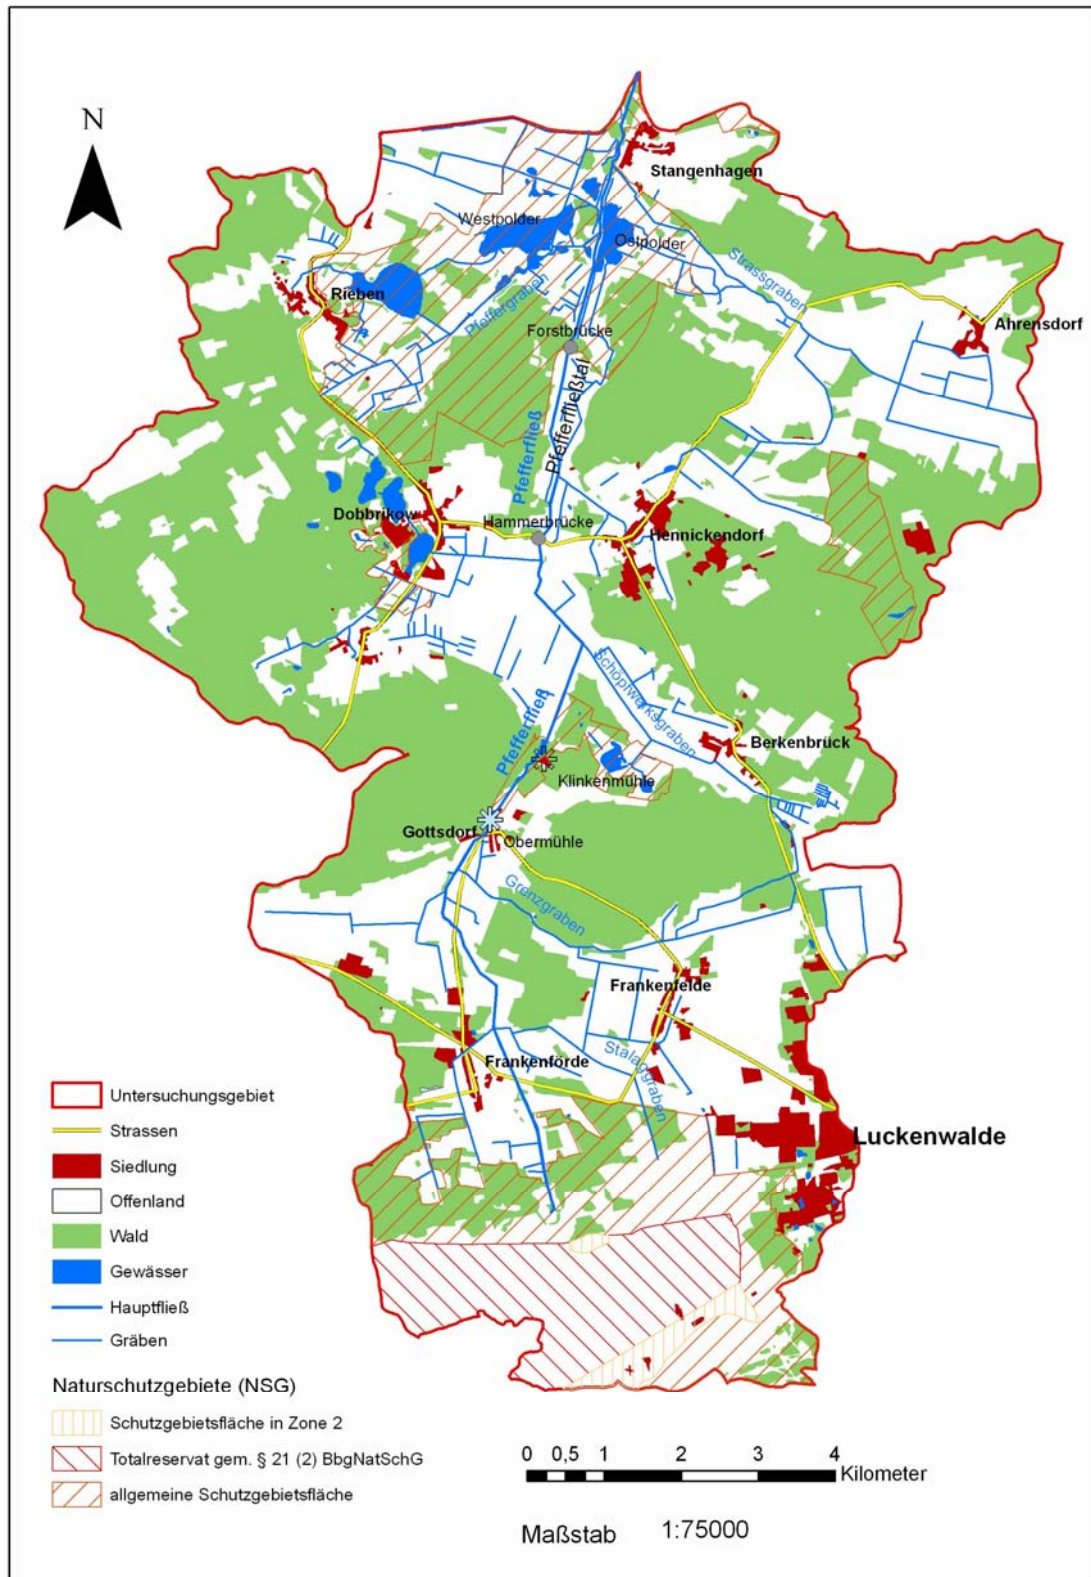 N
Stangenhagen
Westpolder
Ostpolder
Strassgraben
Rieben
Pfeffergraben
Forstbrücke
Ahrensdorf
Pfefferfließtal
Pfefferfließ
Dobbrikow
Hammerbrücke
Hennickendorf
Schöpfwerksgraben
Pfefferfließ
Berkenbrück
Klinkenmühle
Gottsdorf
Obermühle
Grenzgraben
Frankenfelde
Stalaggraben
Frankenförde
Luckenwalde
Untersuchungsgebiet
Strassen
Siedlung
Offenland
Wald
Gewässer
Hauptfließ
Gräben
Naturschutzgebiete (NSG)
Schutzgebietsfläche in Zone 2
Totalreservat gem. § 21 (2) BbgNatSchG
allgemeine Schutzgebietsfläche
0 0,5 1 2 3 4
Kilometer
Maßstab 1:75000